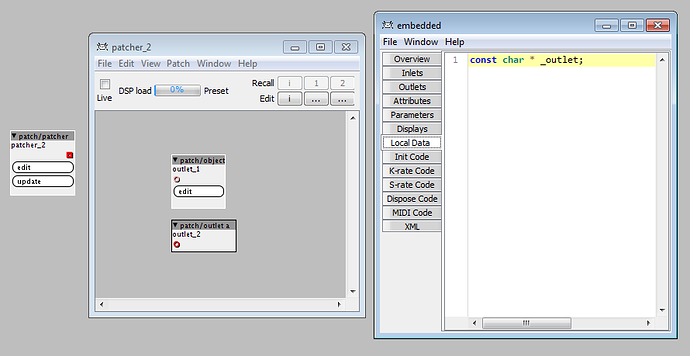 ▼ patch/patcher
patcher_2
edit
update
patcher_2
File Edit View Patch Window Help
Live
DSP load 0% Preset
Recall i 1 2
Edit i ... ...
▼ patch/object
outlet_1
edit
▼ patch/outlet a
outlet_2
embedded
File Window Help
Overview
Inlets
Outlets
Attributes
Parameters
Displays
Local Data
Init Code
K-rate Code
S-rate Code
Dispose Code
MIDI Code
XML
1 const char * _outlet;